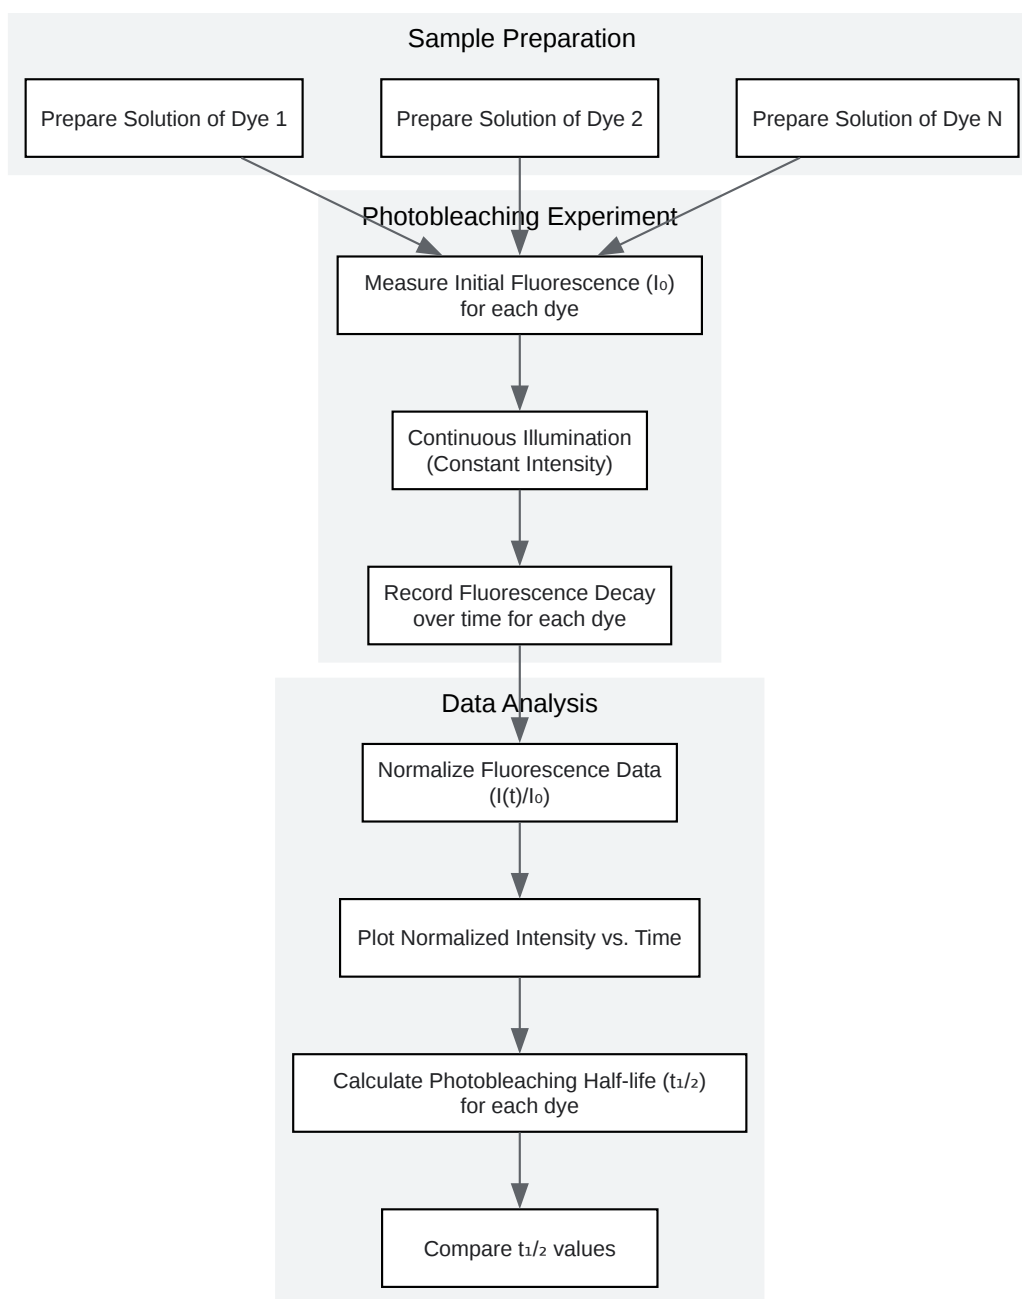 Sample Preparation
Prepare Solution of Dye 1
Prepare Solution of Dye 2
Prepare Solution of Dye N
Photobleaching Experiment
Measure Initial Fluorescence (I₀)
for each dye
Continuous Illumination
(Constant Intensity)
Record Fluorescence Decay
over time for each dye
Data Analysis
Normalize Fluorescence Data
(I(t)/I₀)
Plot Normalized Intensity vs. Time
Calculate Photobleaching Half-life (t₁/₂)
for each dye
Compare t₁/₂ values